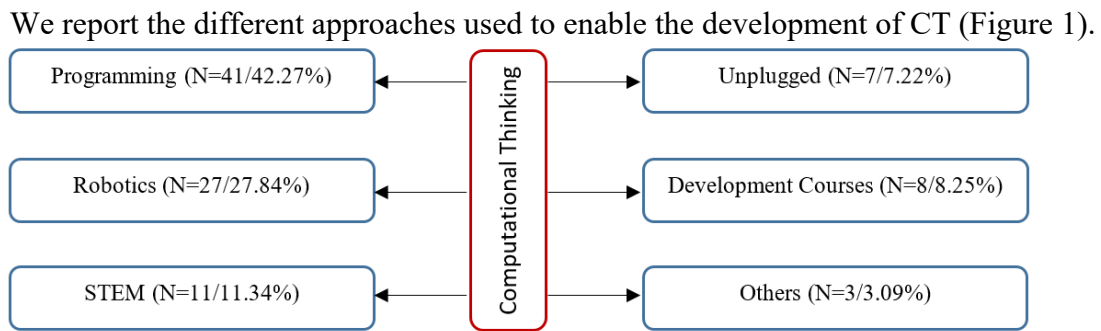 We report the different approaches used to enable the development of CT (Figure 1).
Programming (N=41/42.27%)
Unplugged (N=7/7.22%)
Computational Thinking
Robotics (N=27/27.84%)
Development Courses (N=8/8.25%)
STEM (N=11/11.34%)
Others (N=3/3.09%)